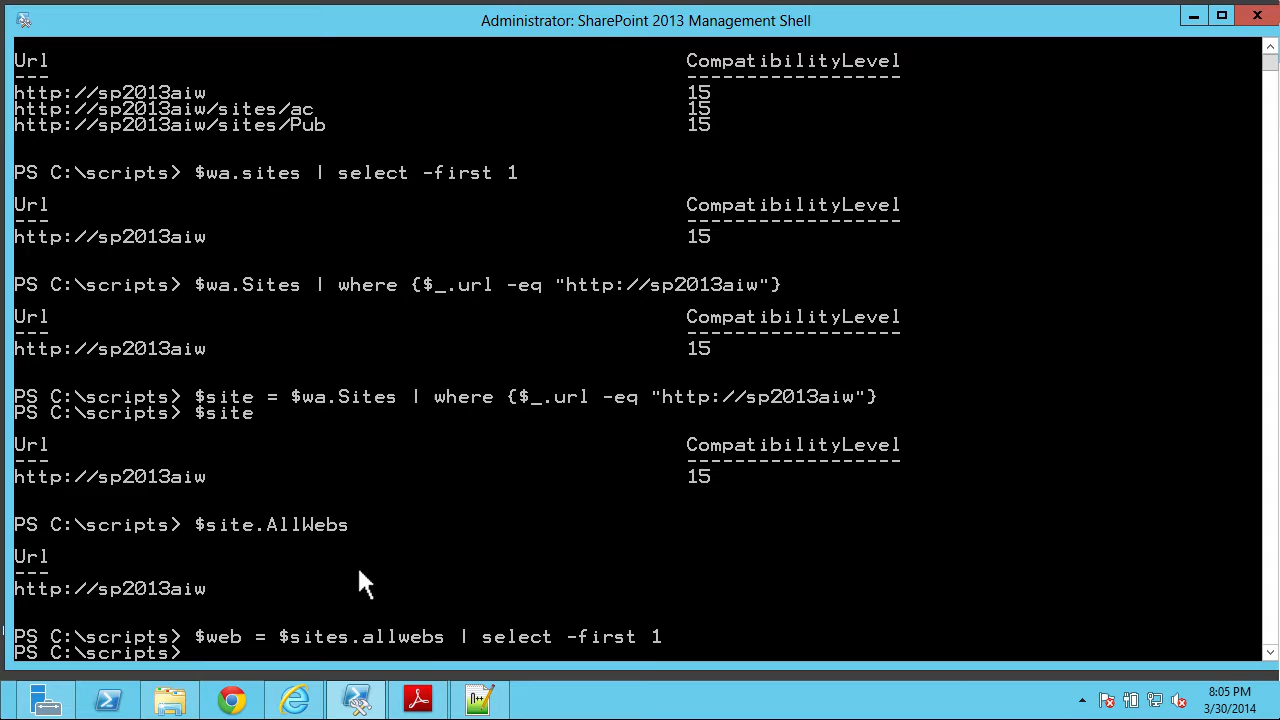 Administrator: SharePoint 2013 Management Shell
Url CompatibilityLevel
--- ------------------
http://sp2013aiw 15
http://sp2013aiw/sites/ac 15
http://sp2013aiw/sites/Pub 15
PS C:\scripts> $wa.sites | select -first 1
Url CompatibilityLevel
--- ------------------
http://sp2013aiw 15
PS C:\scripts> $wa.Sites | where {$_.url -eq "http://sp2013aiw"}
Url CompatibilityLevel
--- ------------------
http://sp2013aiw 15
PS C:\scripts> $site = $wa.Sites | where {$_.url -eq "http://sp2013aiw"}
PS C:\scripts> $site
Url CompatibilityLevel
--- ------------------
http://sp2013aiw 15
PS C:\scripts> $site.AllWebs
Url
---
http://sp2013aiw
PS C:\scripts> $web = $sites.allwebs | select -first 1
PS C:\scripts>
8:05 PM
3/30/2014